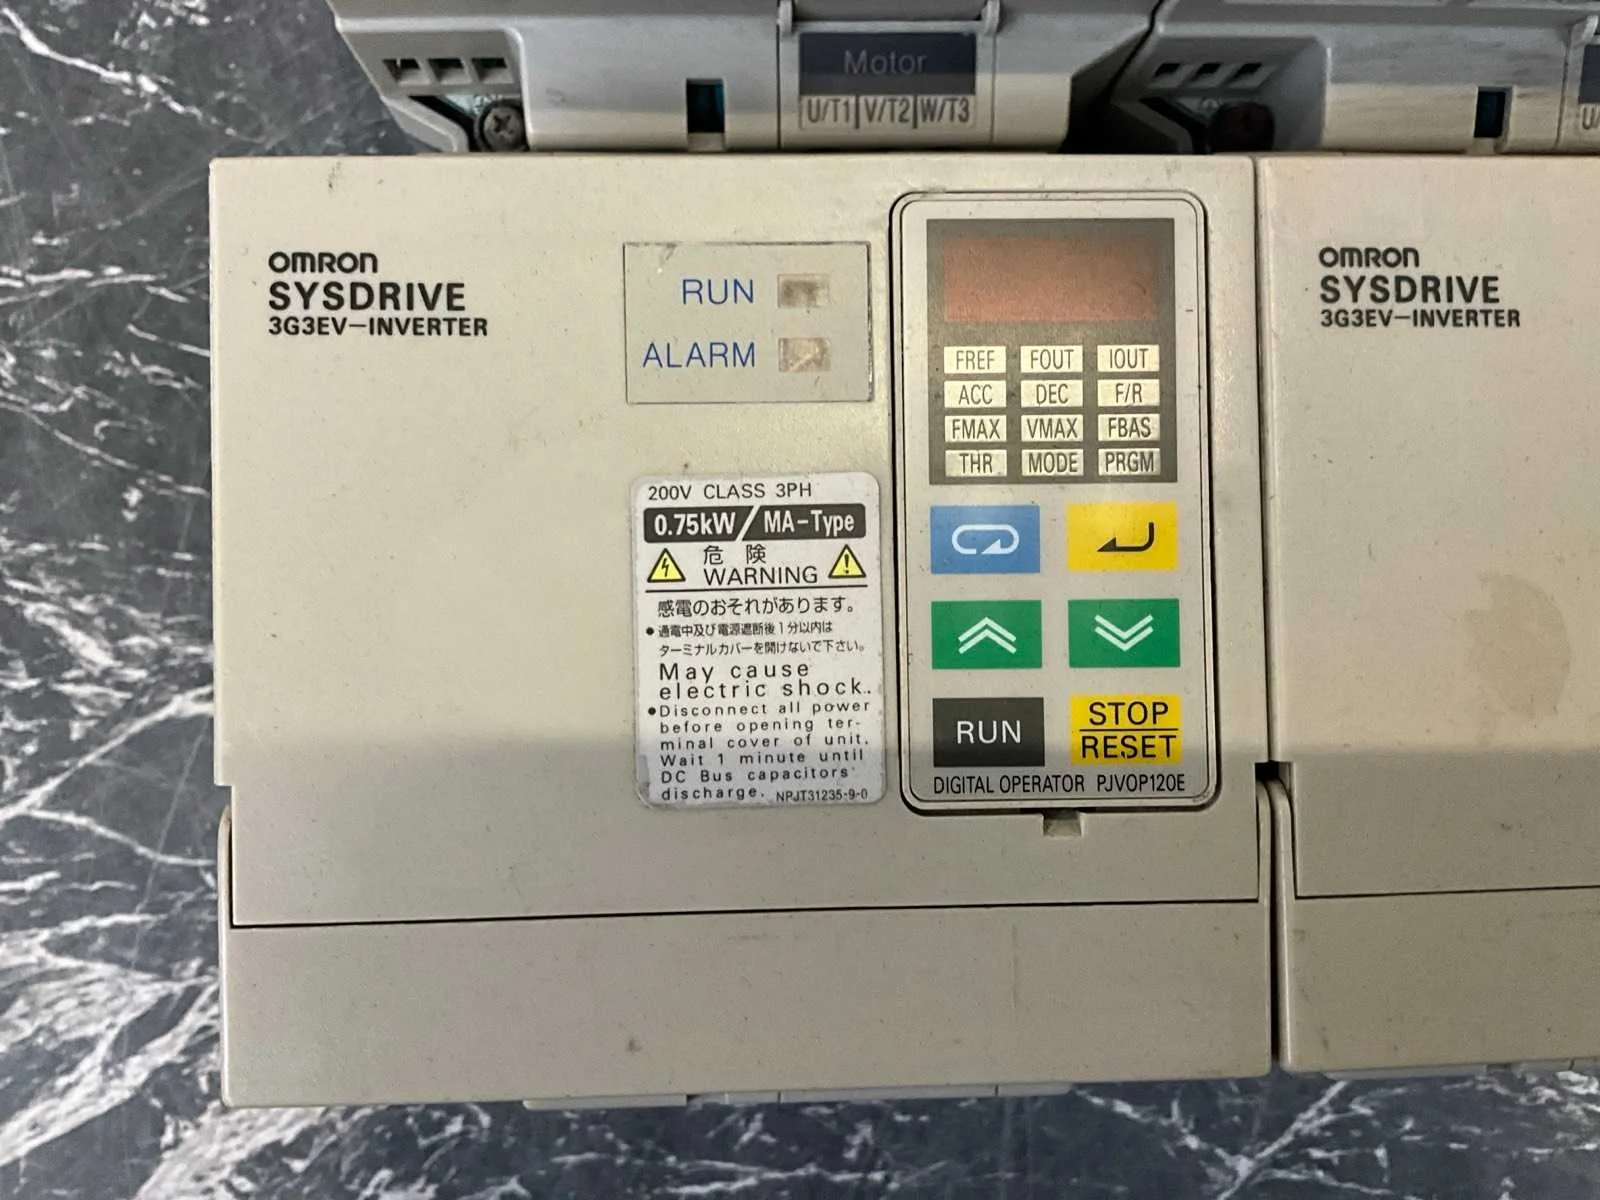 Motor
U/T1 V/T2 W/T3
OMRON
SYSDRIVE
3G3EV-INVERTER
RUN
ALARM
200V CLASS 3PH
0.75kW/MA-Type
危険
WARNING
感電のおそれがあります。
●通電中及び電源遮断後1分以内は
ターミナルカバーを開けないで下さい。
May cause
electric shock.
●Disconnect all power
before opening ter-
minal cover of unit.
Wait 1 minute until
DC Bus capacitors
discharge. NPJT31235-9-0
FREF FOUT IOUT
ACC DEC F/R
FMAX VMAX FBAS
THR MODE PRGM
RUN
STOP
RESET
DIGITAL OPERATOR PJVOP120E
OMRON
SYSDRIVE
3G3EV-INVERTER